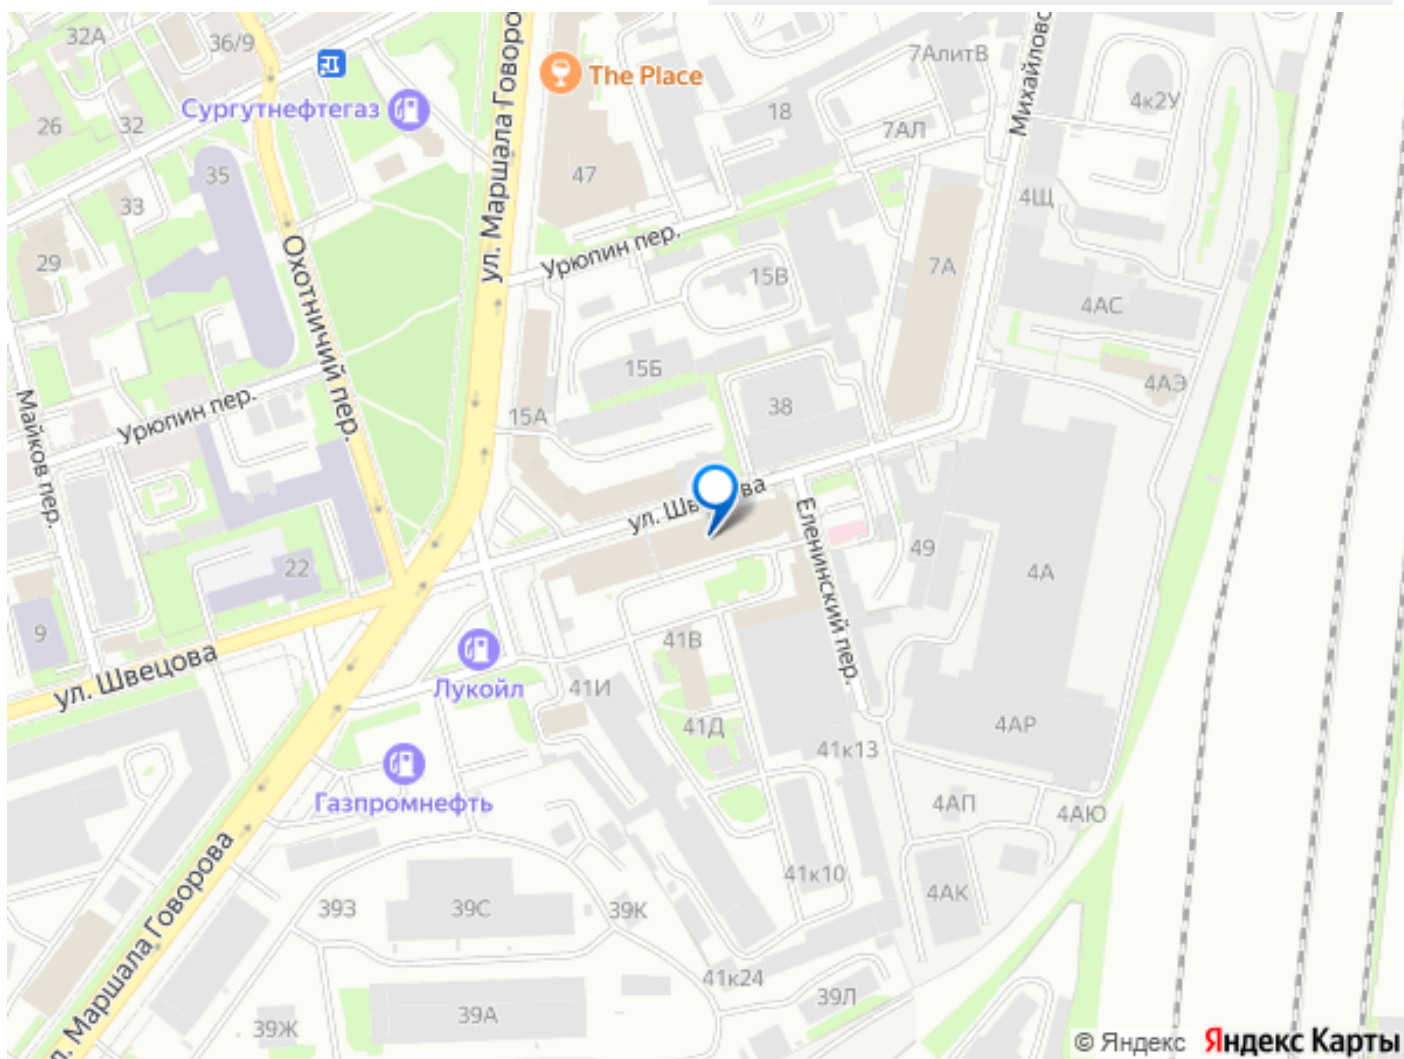 32А
36/9
ул. Маршала Говоро
The Place
7АлитВ
Михайловс
4к2У
Сургутнефтегаз
26
32
18
7АЛ
35
47
33
4Щ
Урюпин пер.
29
Охотничий пер.
15В
7А
4АС
15Б
4АЭ
Майков пер.
Урюпин пер.
15А
38
ул. Шв
ва
Еленинский пер.
49
22
4А
9
41В
ул. Швецова
Лукойл
41И
41Д
4АР
41к13
Газпромнефть
4АП
4АЮ
41к10
39З
39С
39К
4АК
л. Маршала Говорова
41к24
39Л
39Ж
39А
© Яндекс
Яндекс Карты